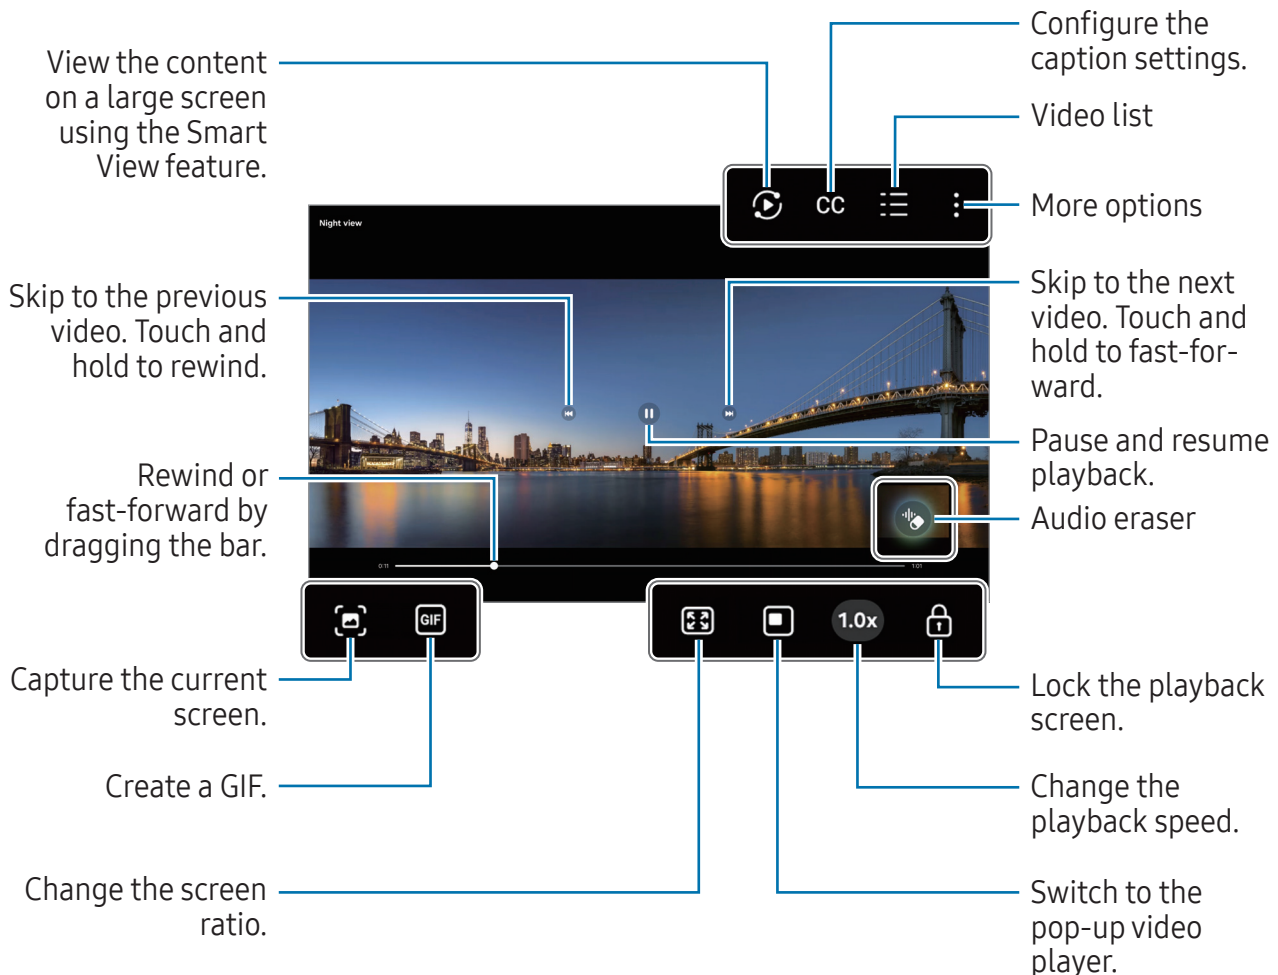 View the content
on a large screen
using the Smart
View feature.
Configure the
caption settings.
Video list
More options
CC
Night view
Skip to the previous
video. Touch and
hold to rewind.
Skip to the next
video. Touch and
hold to fast-for-
ward.
Pause and resume
playback.
Rewind or
fast-forward by
dragging the bar.
Audio eraser
0:11
1:01
GIF
1.0x
Capture the current
screen.
Lock the playback
screen.
Create a GIF.
Change the
playback speed.
Change the screen
ratio.
Switch to the
pop-up video
player.